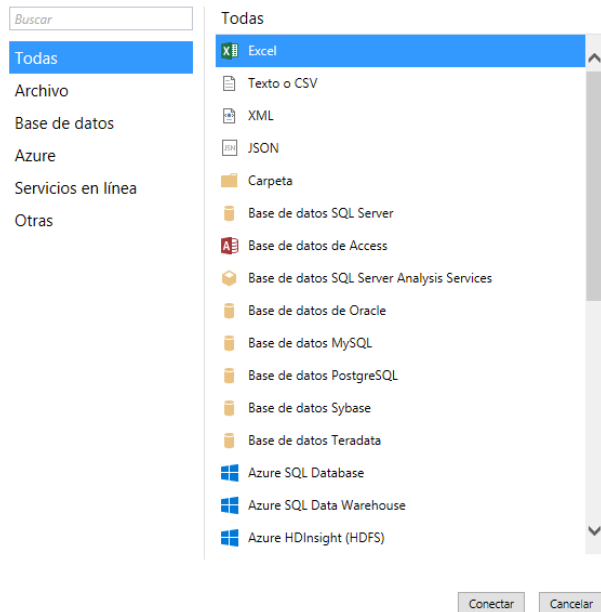 Buscar
Todas
Archivo
Base de datos
Azure
Servicios en línea
Otras
Todas
Excel
Texto o CSV
XML
JSON
Carpeta
Base de datos SQL Server
Base de datos de Access
Base de datos SQL Server Analysis Services
Base de datos de Oracle
Base de datos MySQL
Base de datos PostgreSQL
Base de datos Sybase
Base de datos Teradata
Azure SQL Database
Azure SQL Data Warehouse
Azure HDInsight (HDFS)
Conectar
Cancelar